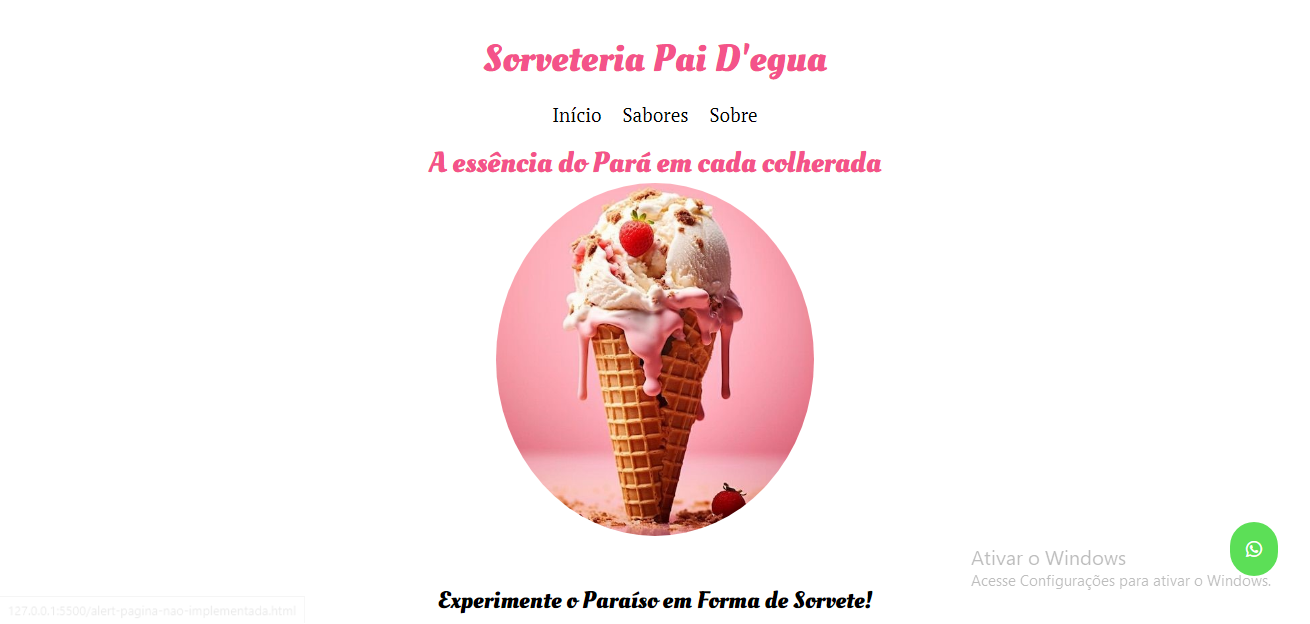 Sorveteria Pai D'egua
Início Sabores Sobre
A essência do Pará em cada colherada
Ativar o Windows
Acesse Configurações para ativar o Windows.
Experimente o Paraíso em Forma de Sorvete!
127.0.0.1:5500/alert-pagina-nao-implementada.html